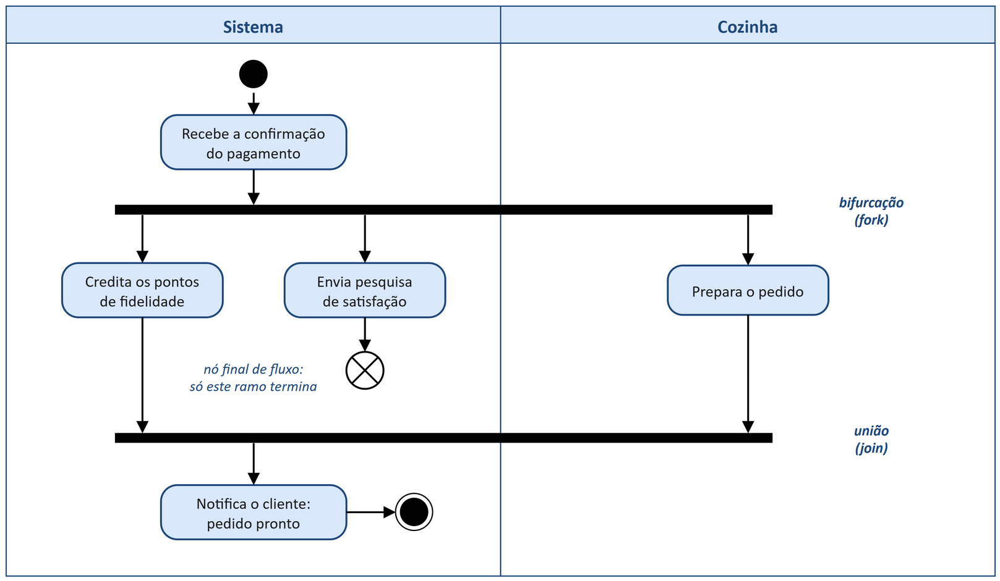 Sistema
Cozinha
Recebe a confirmação
do pagamento
bifurcação
(fork)
Credita os pontos
de fidelidade
Envia pesquisa
de satisfação
Prepara o pedido
nó final de fluxo:
só este ramo termina
união
(join)
Notifica o cliente:
pedido pronto